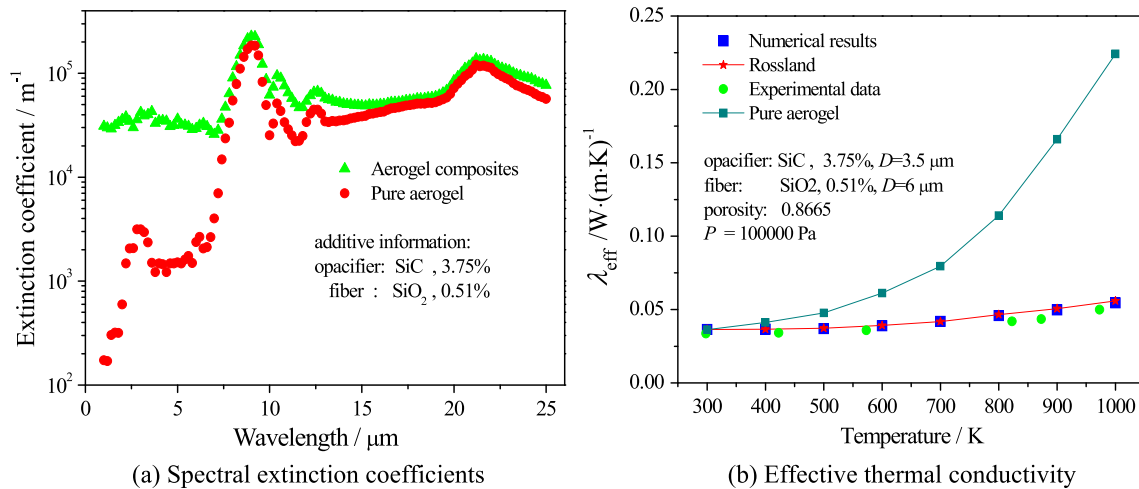 (a)
Extinction coefficient / m⁻¹
10⁵
10⁴
10³
10²
Aerogel composites
Pure aerogel
additive information:
opacifier: SiC , 3.75%
fiber : SiO₂, 0.51%
0 5 10 15 20 25
Wavelength / μm
(a) Spectral extinction coefficients
(b)
λeff /W·(m·K)⁻¹
0.25
0.20
0.15
0.10
0.05
0.00
Numerical results
Rossland
Experimental data
Pure aerogel
opacifier: SiC , 3.75%, D=3.5 μm
fiber: SiO2, 0.51%, D=6 μm
porosity: 0.8665
P = 100000 Pa
300 400 500 600 700 800 900 1000
Temperature / K
(b) Effective thermal conductivity